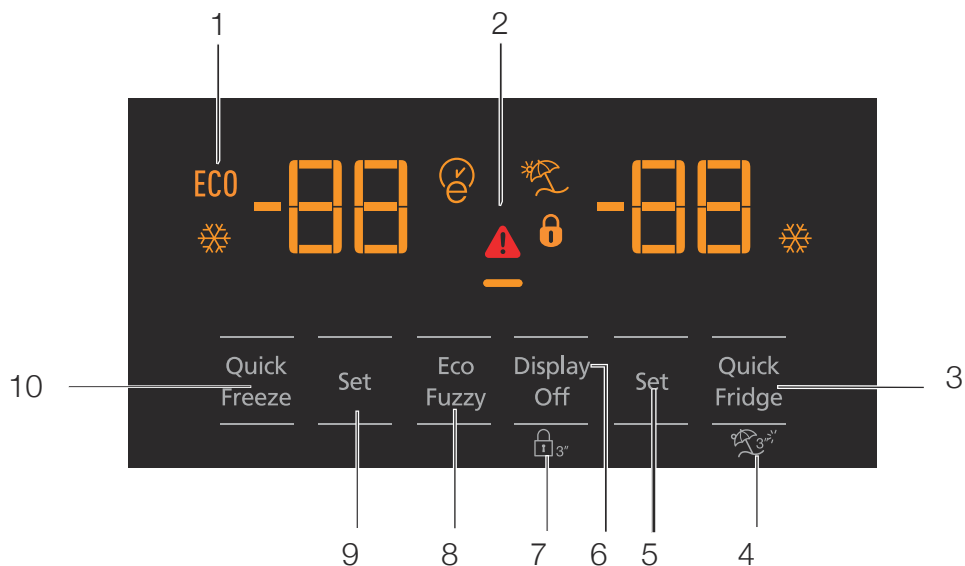 1
2
ECO -88 e -88
Quick Freeze
Set
Eco Fuzzy
Display Off
Set
Quick Fridge
3"
3"
10
3
9
8
7
6
5
4